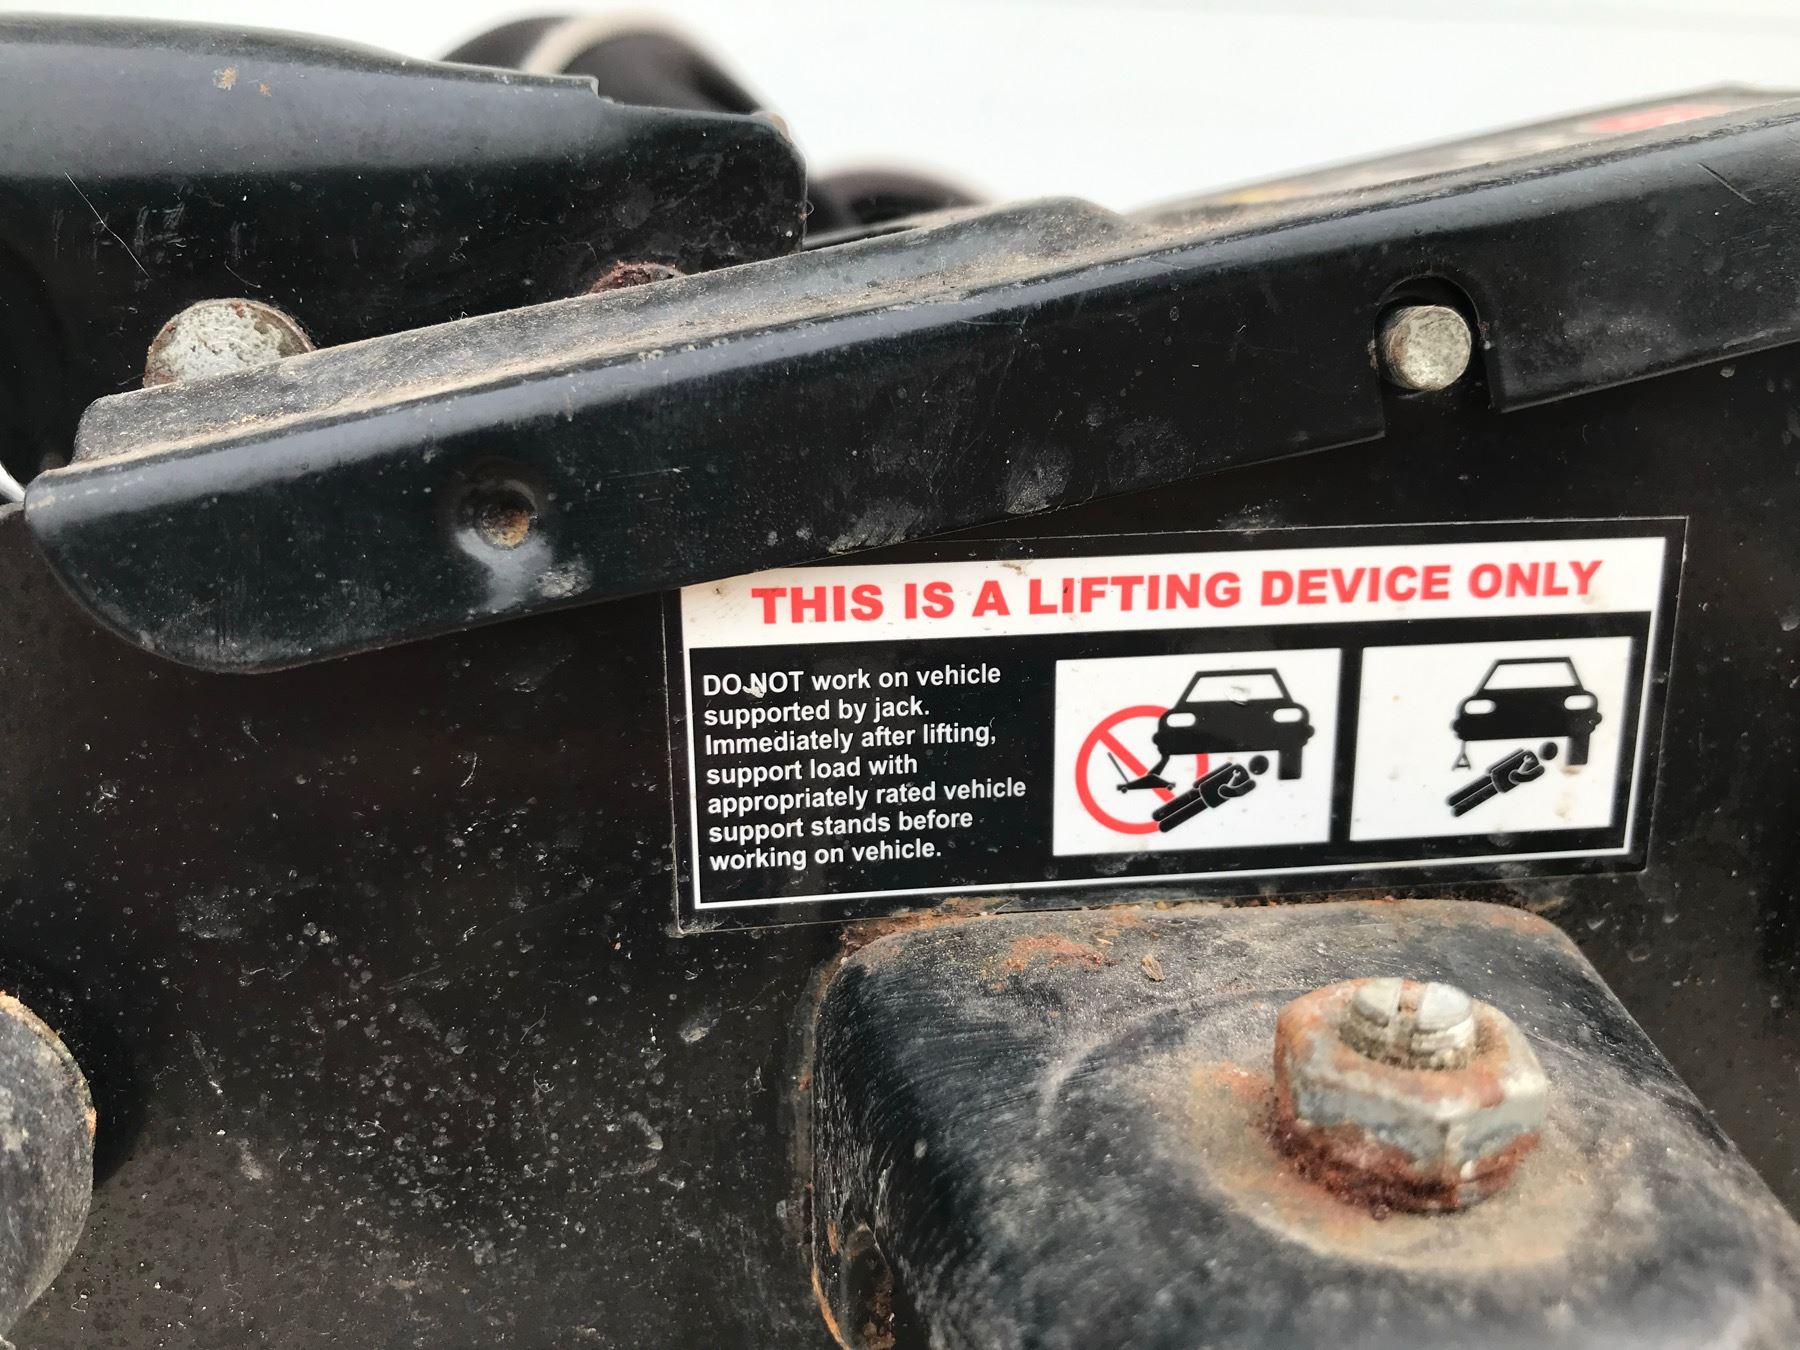 THIS IS A LIFTING DEVICE ONLY
DO NOT work on vehicle
supported by jack.
Immediately after lifting,
support load with
appropriately rated vehicle
support stands before
working on vehicle.